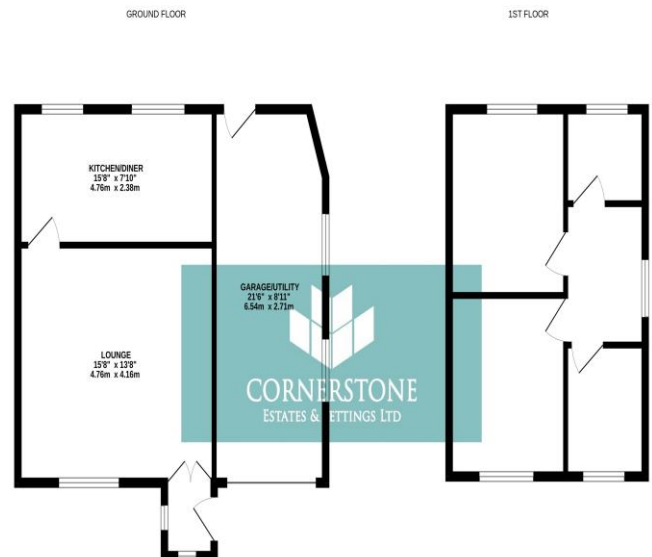 GROUND FLOOR
1ST FLOOR
KITCHEN/DINER
15'8" x 7'10"
4.76m x 2.38m
GARAGE/UTILITY
21'6" x 8'11"
6.54m x 2.71m
LOUNGE
15'8" x 13'8"
4.76m x 4.16m
CORNERSTONE
ESTATES & LETTINGS LTD